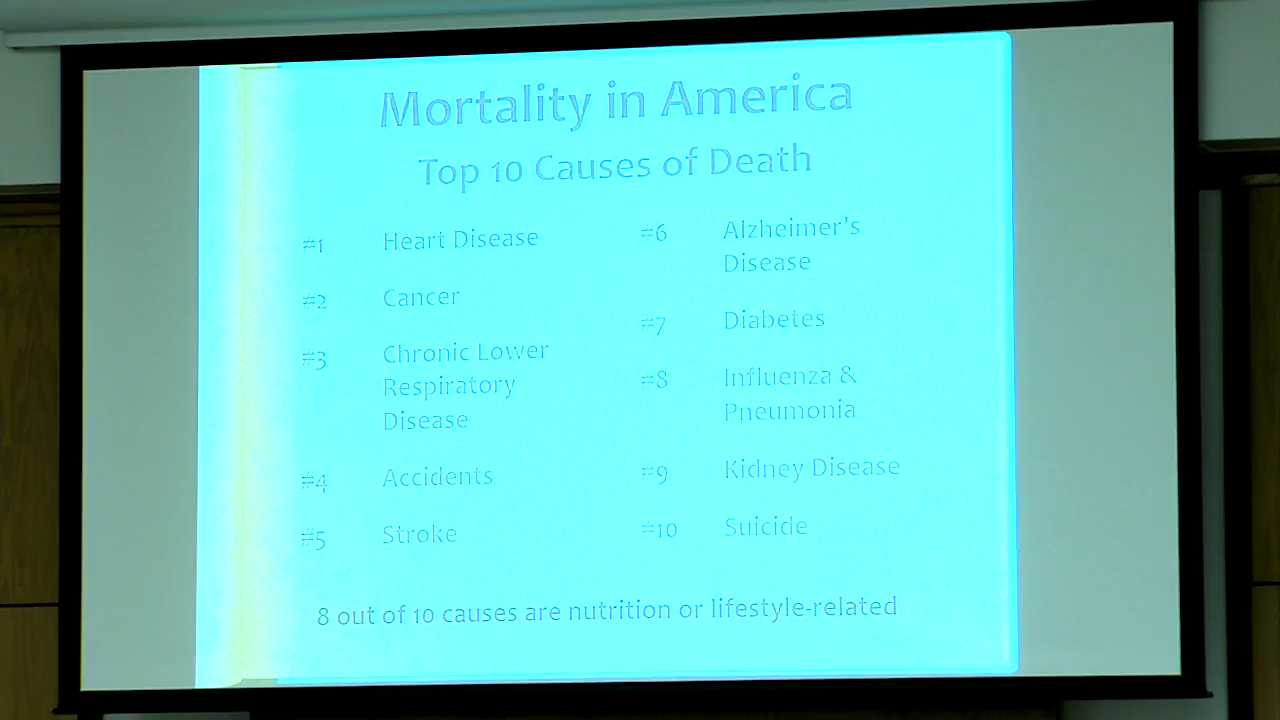 Mortality in America
Top 10 Causes of Death
#1 Heart Disease
#2 Cancer
#3 Chronic Lower
Respiratory
Disease
#4 Accidents
#5 Stroke
#6 Alzheimer's
Disease
#7 Diabetes
#8 Influenza &
Pneumonia
#9 Kidney Disease
#10 Suicide
8 out of 10 causes are nutrition or lifestyle-related